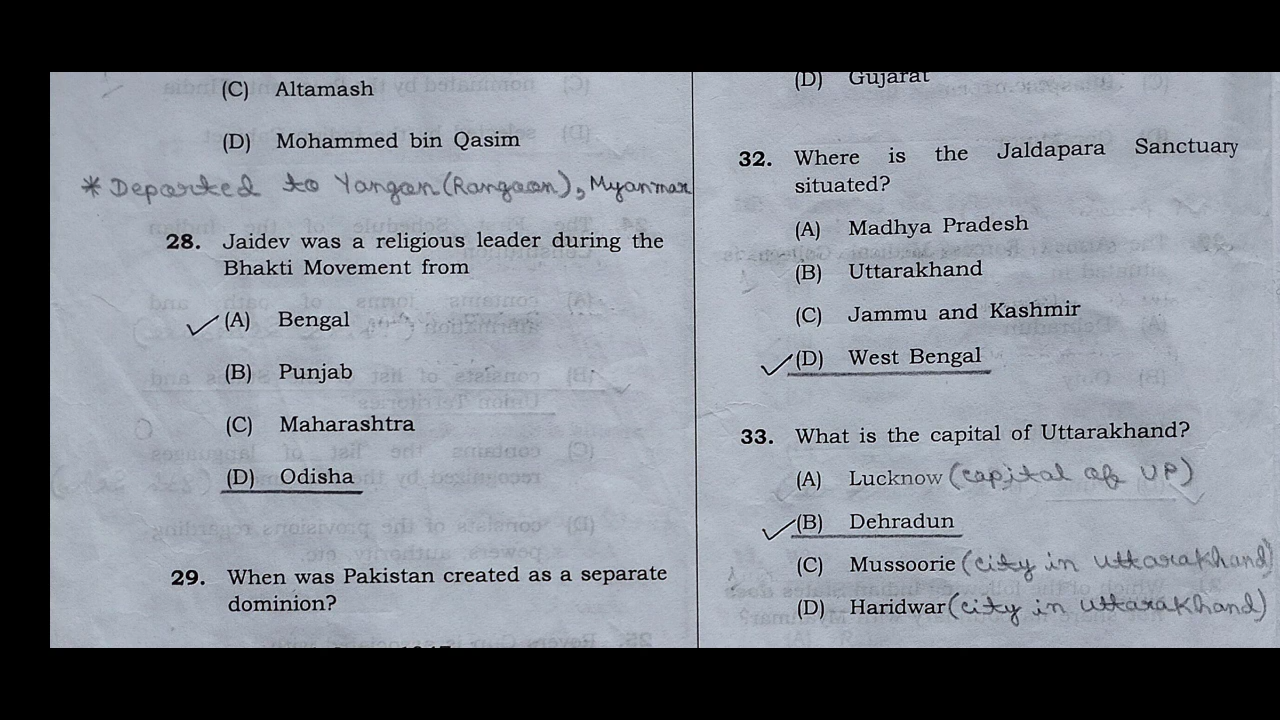 (C) Altamash
(D) Mohammed bin Qasim
* Departed to Yangon (Rangoon), Myanmar
28. Jaidev was a religious leader during the
Bhakti Movement from
(A) Bengal
(B) Punjab
(C) Maharashtra
(D) Odisha
29. When was Pakistan created as a separate
dominion?
(D) Gujarat
32. Where is the Jaldapara Sanctuary
situated?
(A) Madhya Pradesh
(B) Uttarakhand
(C) Jammu and Kashmir
(D) West Bengal
33. What is the capital of Uttarakhand?
(A) Lucknow (capital of UP)
(B) Dehradun
(C) Mussoorie (city in uttarakhand)
(D) Haridwar (city in uttarakhand)